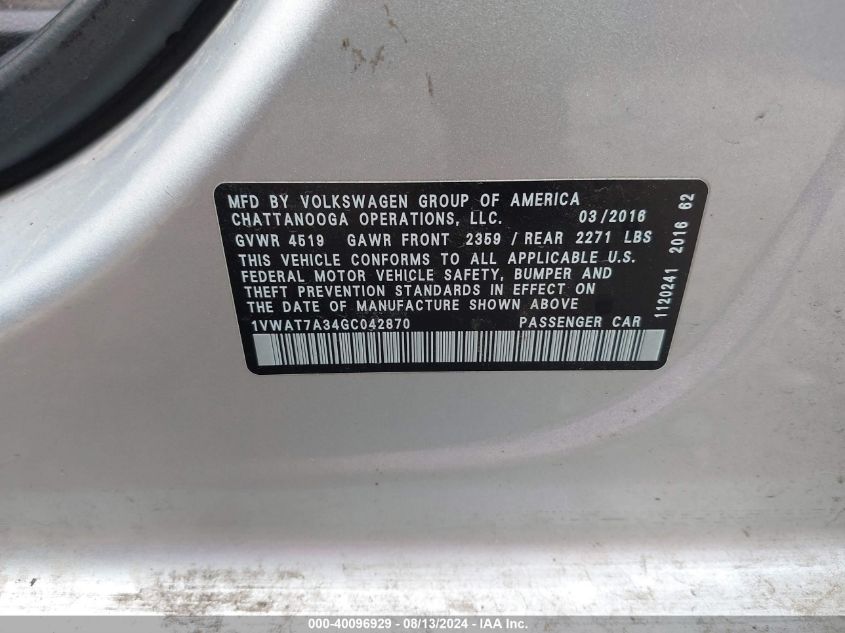 MFD BY VOLKSWAGEN GROUP OF AMERICA
CHATTANOOGA OPERATIONS, LLC. 03/2016
GVWR 4519 GAWR FRONT 2359 / REAR 2271 LBS
THIS VEHICLE CONFORMS TO ALL APPLICABLE U.S.
FEDERAL MOTOR VEHICLE SAFETY, BUMPER AND
THEFT PREVENTION STANDARDS IN EFFECT ON
THE DATE OF MANUFACTURE SHOWN ABOVE
1VWAT7A34GC042870 PASSENGER CAR
1120241 2016 62
000-40096929 - 08/13/2024 - IAA Inc.